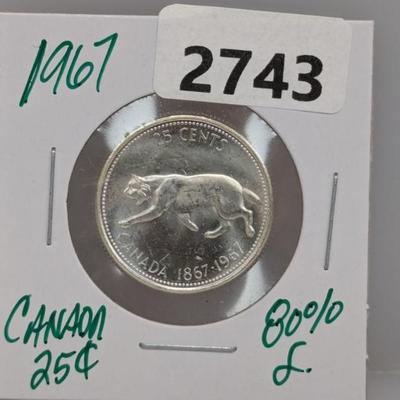 1967
2743
25 CENTS
CANADA 1867-1967
CANADA
25¢
80%
S.